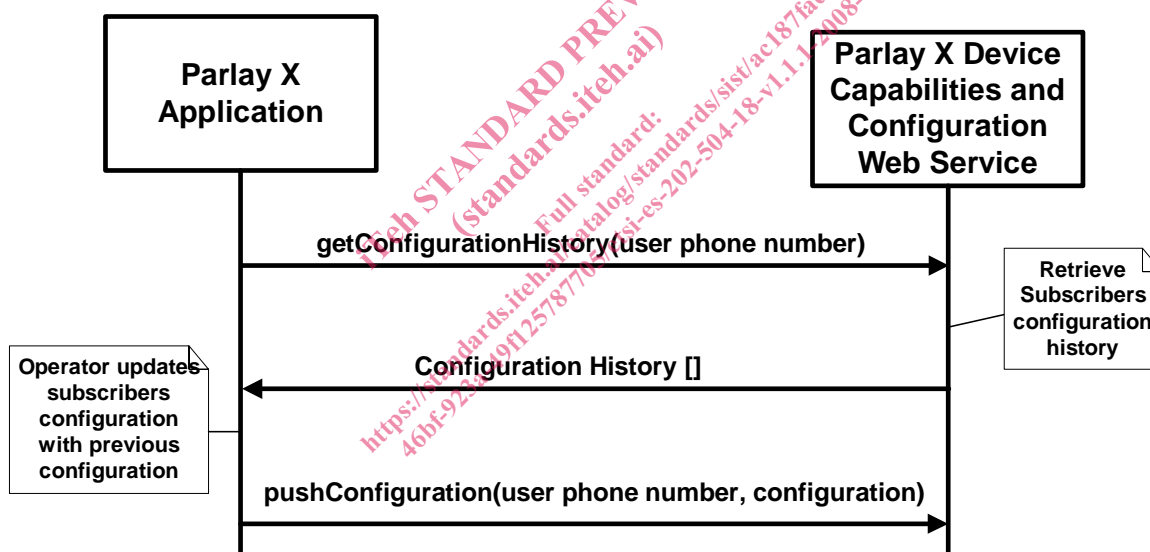 Parlay X
Application
Parlay X Device
Capabilities and
Configuration
Web Service
iTeh STANDARD PREV
(standards.iteh.ai)
Full standard:
getConfigurationHistory(user phone number)
Retrieve
Subscribers
configuration
history
Configuration History []
Operator updates
subscribers
configuration
with previous
configuration
pushConfiguration(user phone number, configuration)